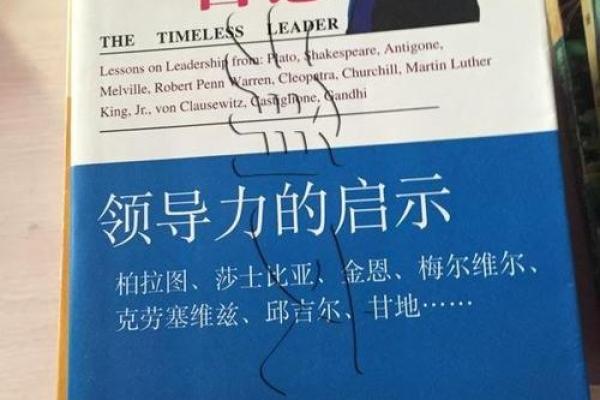 THE TIMELESS LEADER
Lessons on Leadership from: Plato, Shakespeare, Antigone,
Melville, Robert Penn Warren, Cleopatra, Churchill, Martin Luther
King, Jr., von Clausewitz, Castiglione, Gandhi
领导力的启示
柏拉图、莎士比亚、金恩、梅尔维尔、
克劳塞维兹、邱吉尔、甘地……